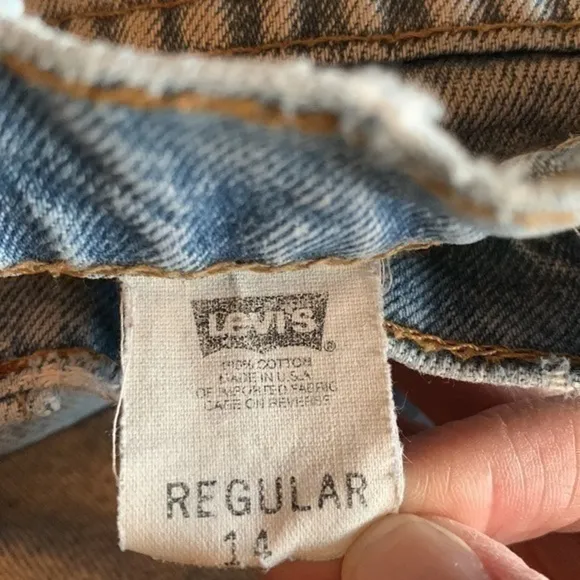 Levi's ®
100% COTTON
MADE IN U.S.A.
OF IMPORTED FABRIC
CARE ON REVERSE
REGULAR
14